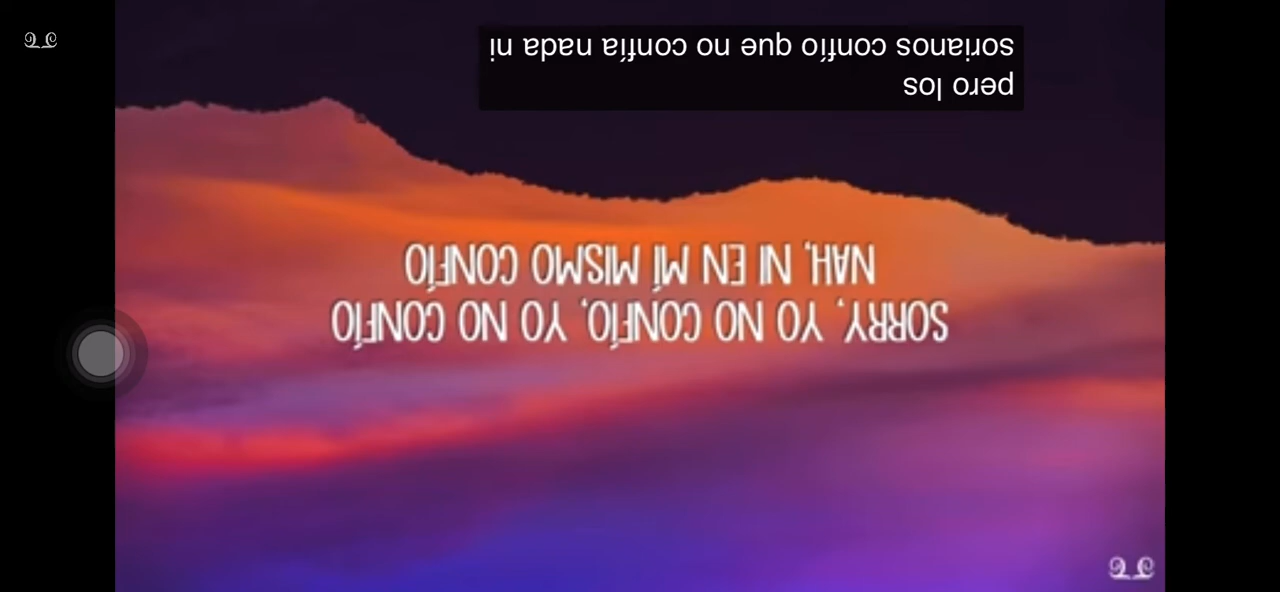 SORRY, YO NO CONFÍO, YO NO CONFÍO
NAH, NI EN MÍ MISMO CONFÍO
pero los
sorianos confío que no confía nada ni